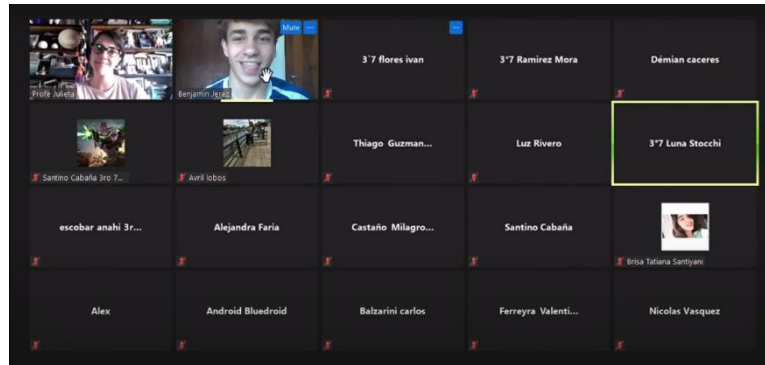 Mute ...
...
Profe Julieta
Benjamin Jerez
3´7 flores ivan
3°7 Ramirez Mora
Démian caceres
Santino Cabaña 3ro 7...
Avril lobos
Thiago Guzman...
Luz Rivero
3°7 Luna Stocchi
escobar anahi 3r...
Alejandra Faria
Castaño Milagro...
Santino Cabaña
Brisa Tatiana Santiyani
Alex
Android Bluedroid
Balzarini carlos
Ferreyra Valenti...
Nicolas Vasquez